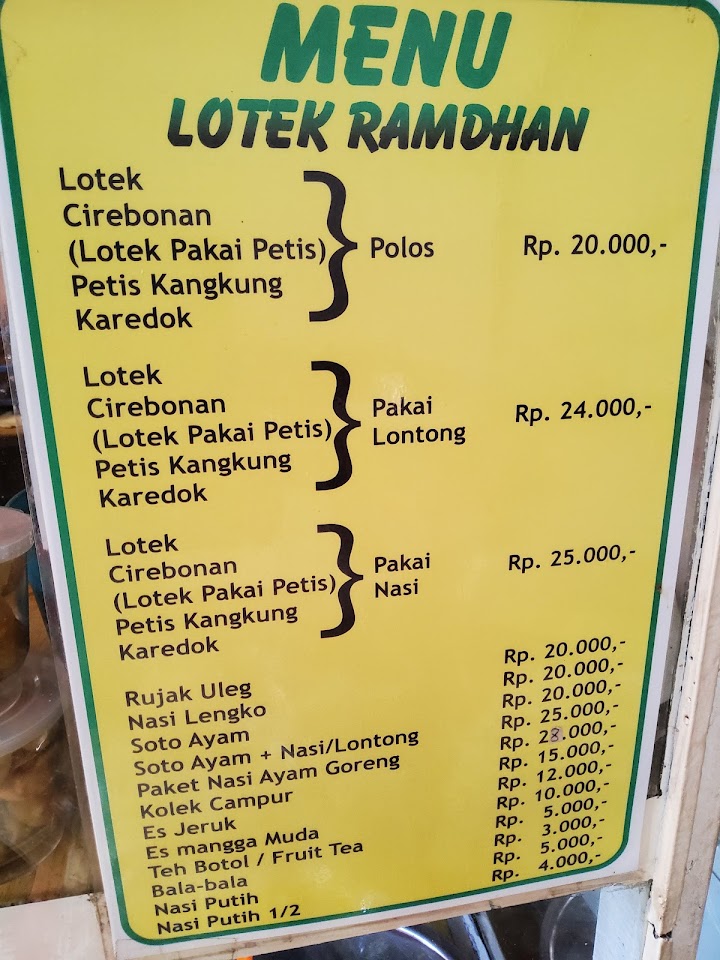 MENU
LOTEK RAMDHAN
Lotek
Cirebonan
(Lotek Pakai Petis)
Petis Kangkung
Karedok
Polos
Rp. 20.000,-
Lotek
Cirebonan
(Lotek Pakai Petis)
Petis Kangkung
Karedok
Pakai
Lontong
Rp. 24.000,-
Lotek
Cirebonan
(Lotek Pakai Petis)
Petis Kangkung
Karedok
Pakai
Nasi
Rp. 25.000,-
Rujak Uleg Rp. 20.000,-
Nasi Lengko Rp. 20.000,-
Soto Ayam Rp. 20.000,-
Soto Ayam + Nasi/Lontong Rp. 25.000,-
Paket Nasi Ayam Goreng Rp. 28.000,-
Kolek Campur Rp. 15.000,-
Es Jeruk Rp. 12.000,-
Es mangga Muda Rp. 10.000,-
Teh Botol / Fruit Tea Rp. 5.000,-
Bala-bala Rp. 3.000,-
Nasi Putih Rp. 5.000,-
Nasi Putih 1/2 Rp. 4.000,-